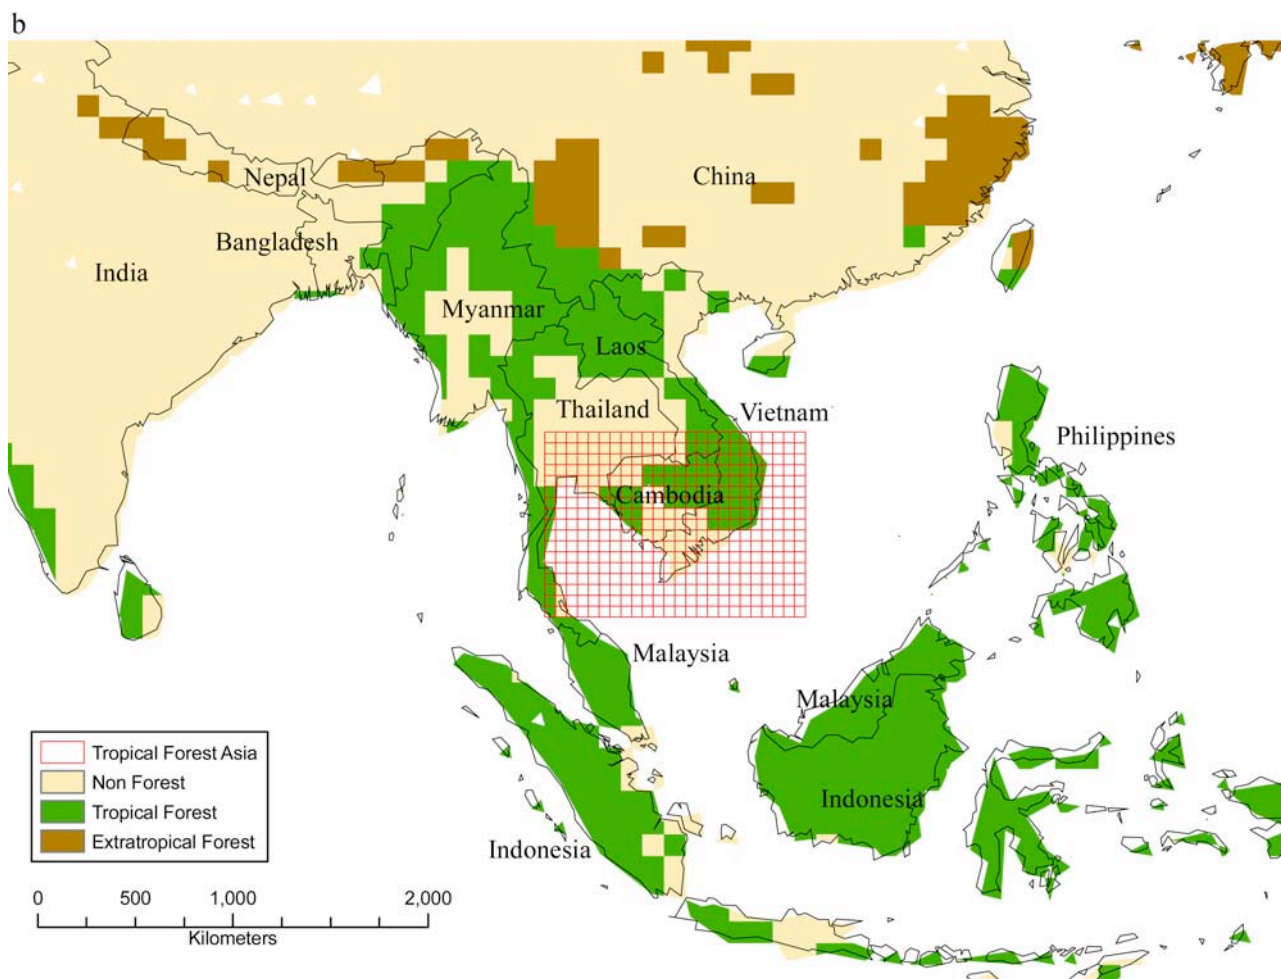 b
Nepal
China
Bangladesh
India
Myanmar
Laos
Thailand
Vietnam
Philippines
Cambodia
Malaysia
Malaysia
Indonesia
Indonesia
Tropical Forest Asia
Non Forest
Tropical Forest
Extratropical Forest
0 500 1,000 2,000
Kilometers